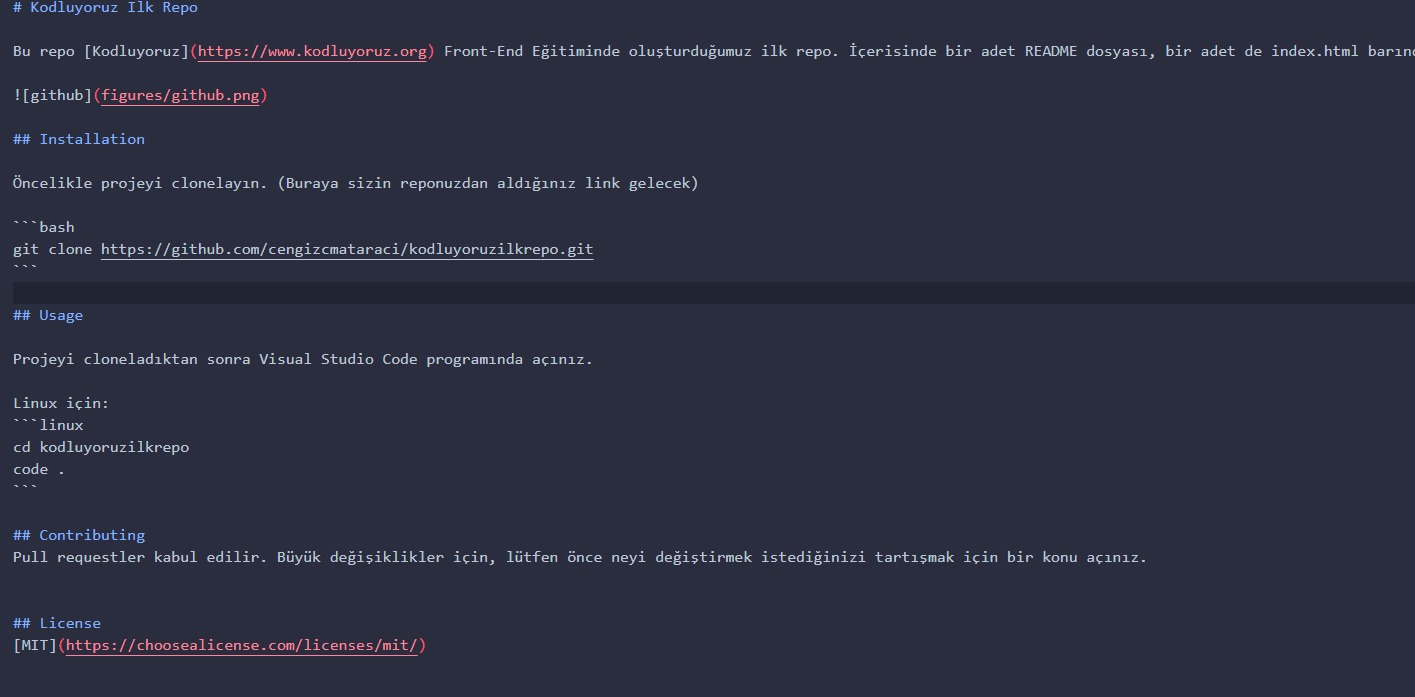 # Kodluyoruz Ilk Repo
Bu repo [Kodluyoruz](https://www.kodluyoruz.org) Front-End Eğitiminde oluşturduğumuz ilk repo. İçerisinde bir adet README dosyası, bir adet de index.html
![github](figures/github.png)
## Installation
Öncelikle projeyi clonelayın. (Buraya sizin reponuzdan aldığınız link gelecek)
```bash
git clone https://github.com/cengizcmataraci/kodluyoruzilkrepo.git
```
## Usage
Projeyi cloneladıktan sonra Visual Studio Code programında açınız.
Linux için:
```linux
cd kodluyoruzilkrepo
code .
```
## Contributing
Pull requestler kabul edilir. Büyük değişiklikler için, lütfen önce neyi değiştirmek istediğinizi tartışmak için bir konu açınız.
## License
[MIT](https://choosealicense.com/licenses/mit/)